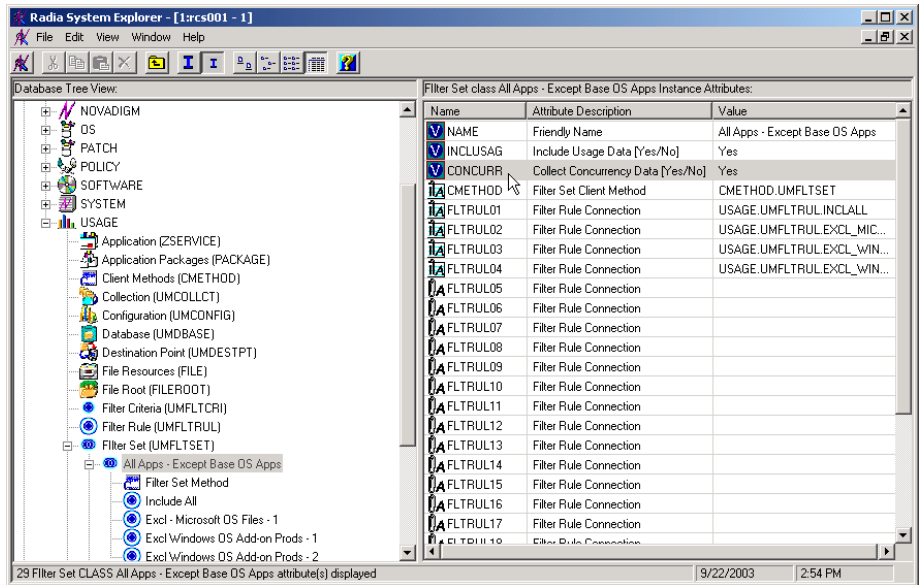 Radia System Explorer - [1:rcs001 - 1]
File Edit View Window Help
Database Tree View:
NOVADIGM
OS
PATCH
POLICY
SOFTWARE
SYSTEM
USAGE
Application (ZSERVICE)
Application Packages (PACKAGE)
Client Methods (CMETHOD)
Collection (UMCOLLCT)
Configuration (UMCONFIG)
Database (UMDBASE)
Destination Point (UMDESTPT)
File Resources (FILE)
File Root (FILEROOT)
Filter Criteria (UMFLTCRI)
Filter Rule (UMFLTRUL)
FIlter Set (UMFLTSET)
All Apps - Except Base OS Apps
Filter Set Method
Include All
Excl - Microsoft OS Files - 1
Excl Windows OS Add-on Prods - 1
Excl Windows OS Add-on Prods - 2
FIlter Set class All Apps - Except Base OS Apps Instance Attributes:
Name Attribute Description Value
NAME Friendly Name All Apps - Except Base OS Apps
INCLUSAG Include Usage Data [Yes/No] Yes
CONCURR Collect Concurrency Data [Yes/No] Yes
CMETHOD Filter Set Client Method CMETHOD.UMFLTSET
FLTRUL01 Filter Rule Connection USAGE.UMFLTRUL.INCLALL
FLTRUL02 Filter Rule Connection USAGE.UMFLTRUL.EXCL_MIC...
FLTRUL03 Filter Rule Connection USAGE.UMFLTRUL.EXCL_WIN...
FLTRUL04 Filter Rule Connection USAGE.UMFLTRUL.EXCL_WIN...
FLTRUL05 Filter Rule Connection
FLTRUL06 Filter Rule Connection
FLTRUL07 Filter Rule Connection
FLTRUL08 Filter Rule Connection
FLTRUL09 Filter Rule Connection
FLTRUL10 Filter Rule Connection
FLTRUL11 Filter Rule Connection
FLTRUL12 Filter Rule Connection
FLTRUL13 Filter Rule Connection
FLTRUL14 Filter Rule Connection
FLTRUL15 Filter Rule Connection
FLTRUL16 Filter Rule Connection
FLTRUL17 Filter Rule Connection
FLTRUL18 Filter Rule Connection
29 FIlter Set CLASS All Apps - Except Base OS Apps attribute(s) displayed 9/22/2003 2:54 PM